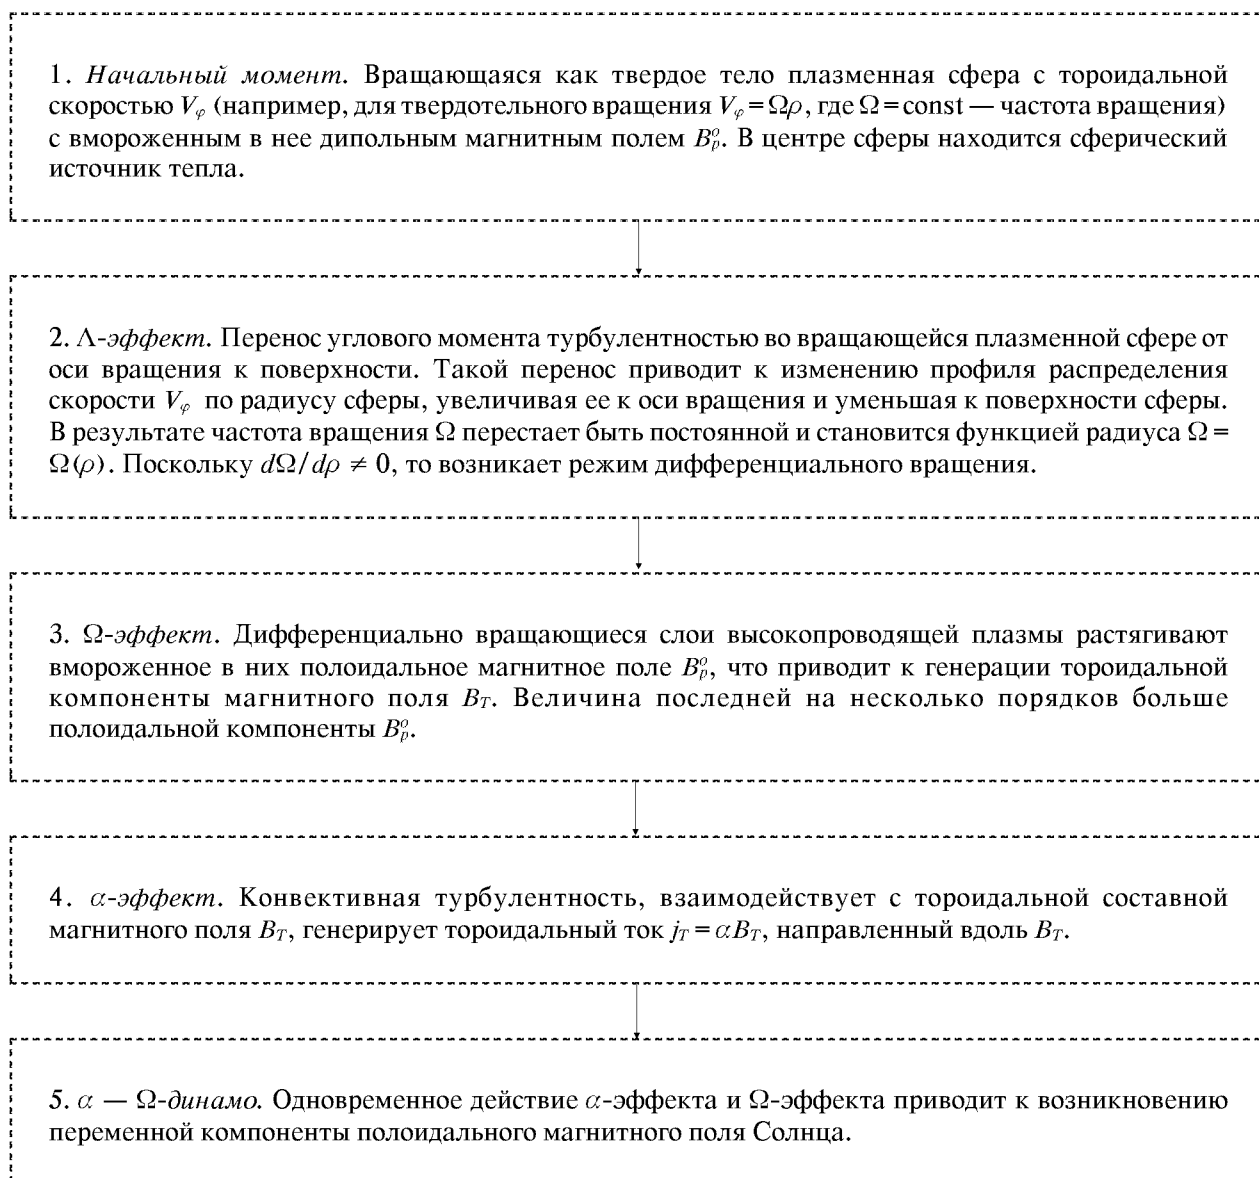 1. Начальный момент. Вращающаяся как твердое тело плазменная сфера с тороидальной
скоростью Vφ (например, для твердотельного вращения Vφ = Ωρ, где Ω = const — частота вращения)
с вмороженным в нее дипольным магнитным полем Bₚᵒ. В центре сферы находится сферический
источник тепла.
2. Λ-эффект. Перенос углового момента турбулентностью во вращающейся плазменной сфере от
оси вращения к поверхности. Такой перенос приводит к изменению профиля распределения
скорости Vφ по радиусу сферы, увеличивая ее к оси вращения и уменьшая к поверхности сферы.
В результате частота вращения Ω перестает быть постоянной и становится функцией радиуса Ω =
Ω(ρ). Поскольку dΩ/dρ ≠ 0, то возникает режим дифференциального вращения.
3. Ω-эффект. Дифференциально вращающиеся слои высокопроводящей плазмы растягивают
вмороженное в них полоидальное магнитное поле Bₚᵒ, что приводит к генерации тороидальной
компоненты магнитного поля B_T. Величина последней на несколько порядков больше
полоидальной компоненты Bₚᵒ.
4. α-эффект. Конвективная турбулентность, взаимодействует с тороидальной составной
магнитного поля B_T, генерирует тороидальный ток j_T = αB_T, направленный вдоль B_T.
5. α — Ω-динамо. Одновременное действие α-эффекта и Ω-эффекта приводит к возникновению
переменной компоненты полоидального магнитного поля Солнца.